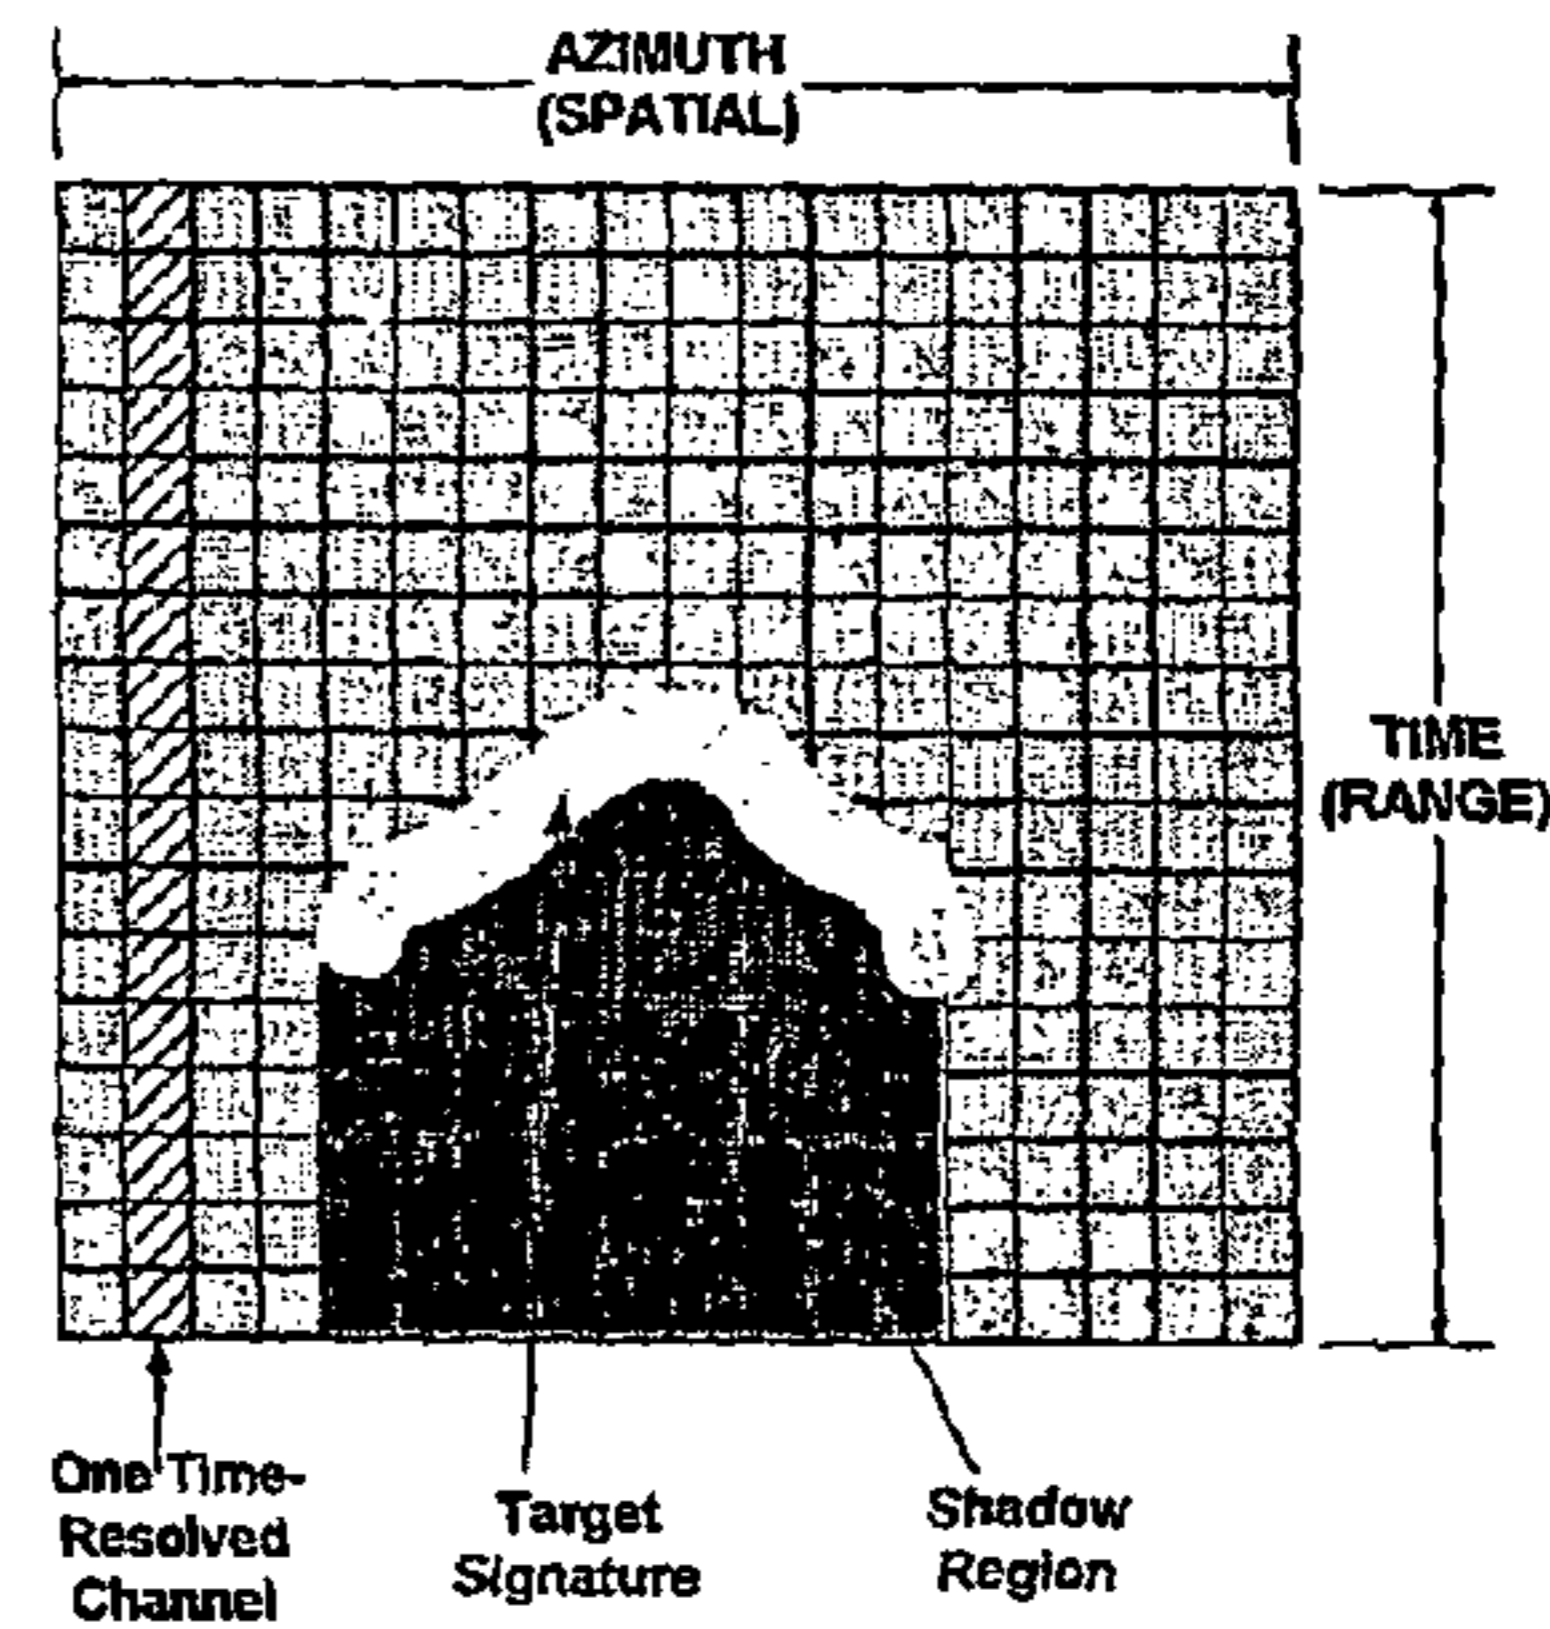 AZIMUTH
(SPATIAL)
TIME
(RANGE)
One Time-
Resolved
Channel
Target
Signature
Shadow
Region